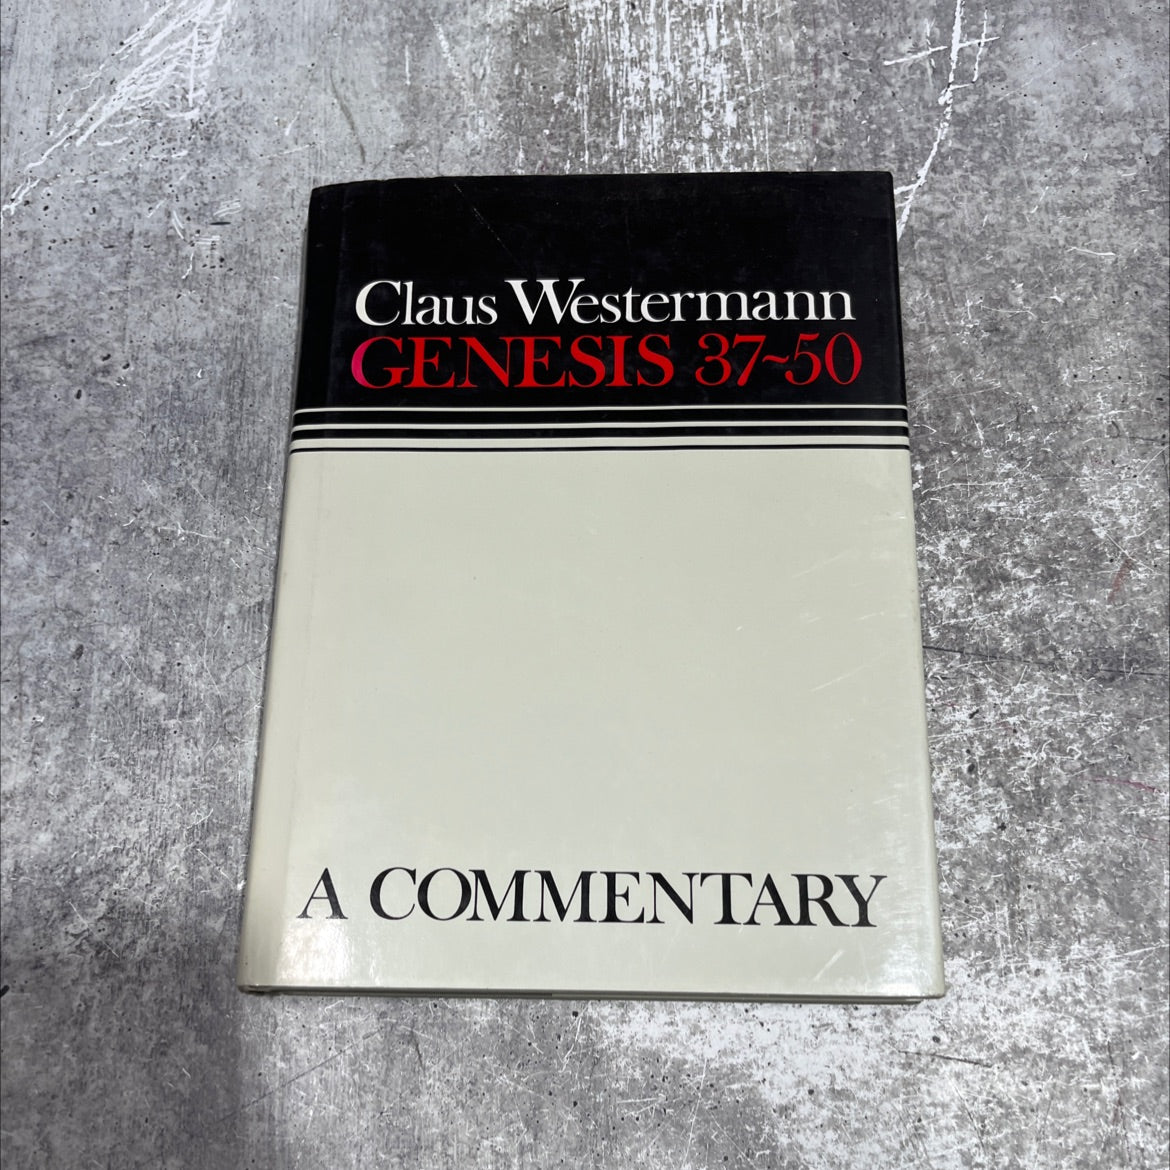 Claus Westermann
GENESIS 37~50
A COMMENTARY